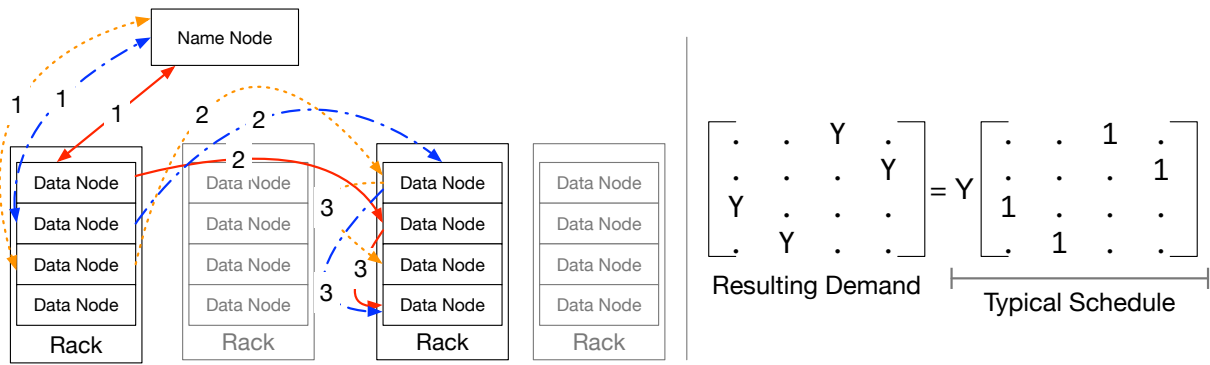 Name Node
1
1
1
2
2
2
3
3
3
Data Node
Data Node
Data Node
Data Node
Rack
Data Node
Data Node
Data Node
Data Node
Rack
Data Node
Data Node
Data Node
Data Node
Rack
Data Node
Data Node
Data Node
Data Node
Rack
. . Y . . . 1 .
. . . Y = Y . . . 1
Y . . . 1 . . .
. Y . . . 1 . .
Resulting Demand
Typical Schedule